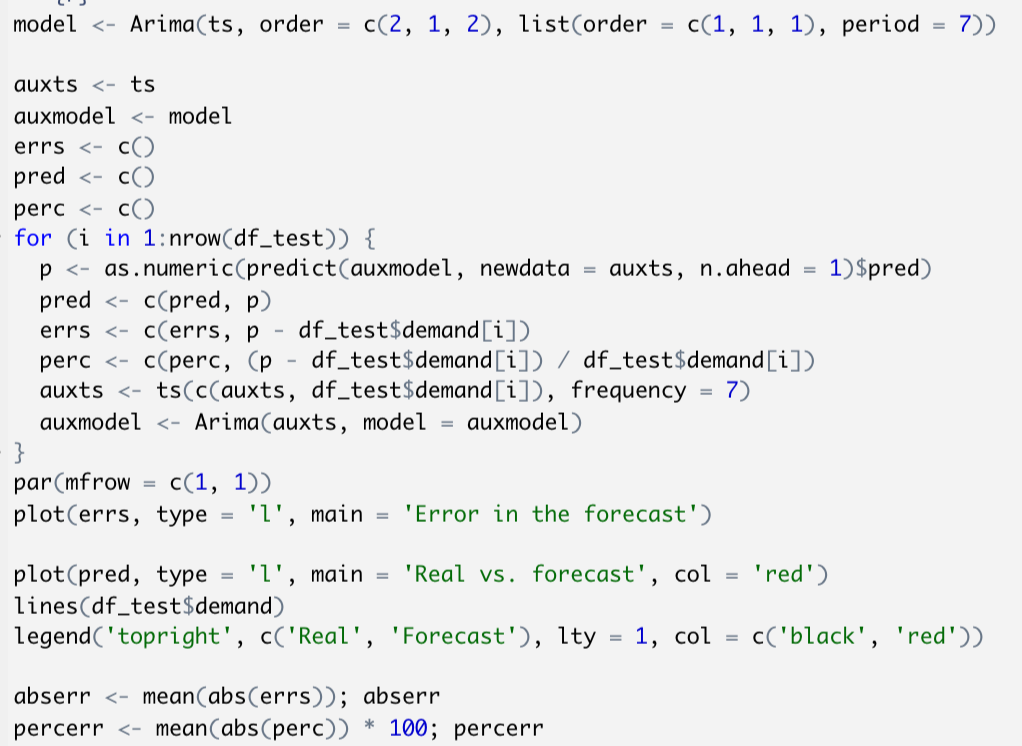 model <- Arima(ts, order = c(2, 1, 2), list(order = c(1, 1, 1), period = 7))
auxts <- ts
auxmodel <- model
errs <- c()
pred <- c()
perc <- c()
for (i in 1:nrow(df_test)) {
  p <- as.numeric(predict(auxmodel, newdata = auxts, n.ahead = 1)$pred)
  pred <- c(pred, p)
  errs <- c(errs, p - df_test$demand[i])
  perc <- c(perc, (p - df_test$demand[i]) / df_test$demand[i])
  auxts <- ts(c(auxts, df_test$demand[i]), frequency = 7)
  auxmodel <- Arima(auxts, model = auxmodel)
}
par(mfrow = c(1, 1))
plot(errs, type = 'l', main = 'Error in the forecast')
plot(pred, type = 'l', main = 'Real vs. forecast', col = 'red')
lines(df_test$demand)
legend('topright', c('Real', 'Forecast'), lty = 1, col = c('black', 'red'))
abserr <- mean(abs(errs)); abserr
percerr <- mean(abs(perc)) * 100; percerr